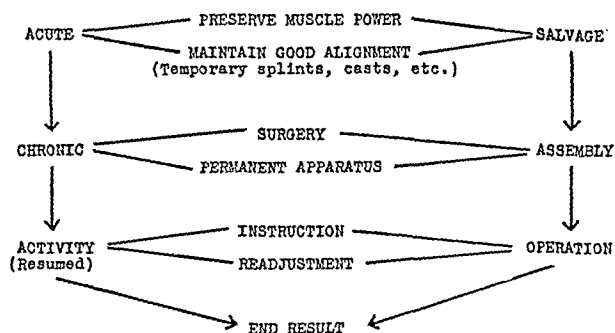 PRESERVE MUSCLE POWER
ACUTE SALVAGE
MAINTAIN GOOD ALIGNMENT
(Temporary splints, casts, etc.)
SURGERY
CHRONIC ASSEMBLY
PERMANENT APPARATUS
INSTRUCTION
ACTIVITY OPERATION
(Resumed) READJUSTMENT
END RESULT